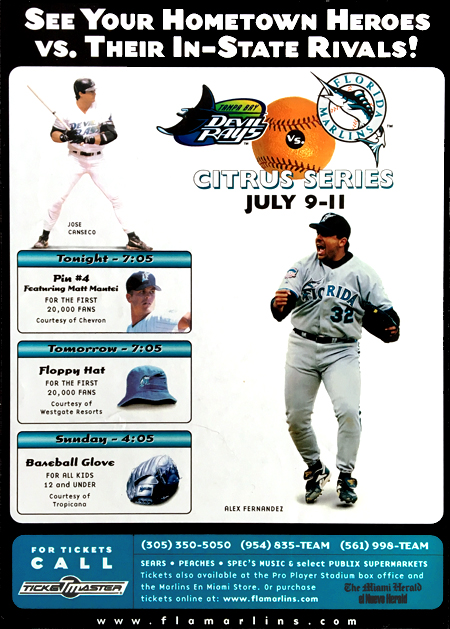 SEE YOUR HOMETOWN HEROES
VS. THEIR IN-STATE RIVALS!
TAMPA BAY
DEVIL
RAYS
TM
vs.
FLORIDA
MARLINS
TM
CITRUS SERIES
JULY 9-11
JOSE
CANSECO
Tonight - 7:05
Pin #4
Featuring Matt Mantei
FOR THE FIRST
20,000 FANS
Courtesy of Chevron
Tomorrow - 7:05
Floppy Hat
FOR THE FIRST
20,000 FANS
Courtesy of
Westgate Resorts
Sunday - 4:05
Baseball Glove
FOR ALL KIDS
12 and UNDER
Courtesy of
Tropicana
FLORIDA
32
ALEX FERNANDEZ
FOR TICKETS
CALL
TICKETMASTER
(305) 350-5050 (954) 835-TEAM (561) 998-TEAM
SEARS • PEACHES • SPEC'S MUSIC & select PUBLIX SUPERMARKETS
Tickets also available at the Pro Player Stadium box office and
the Marlins En Miami Store. Or purchase
tickets online at: www.flamarlins.com
The Miami Herald
el Nuevo Herald
www.flamarlins.com